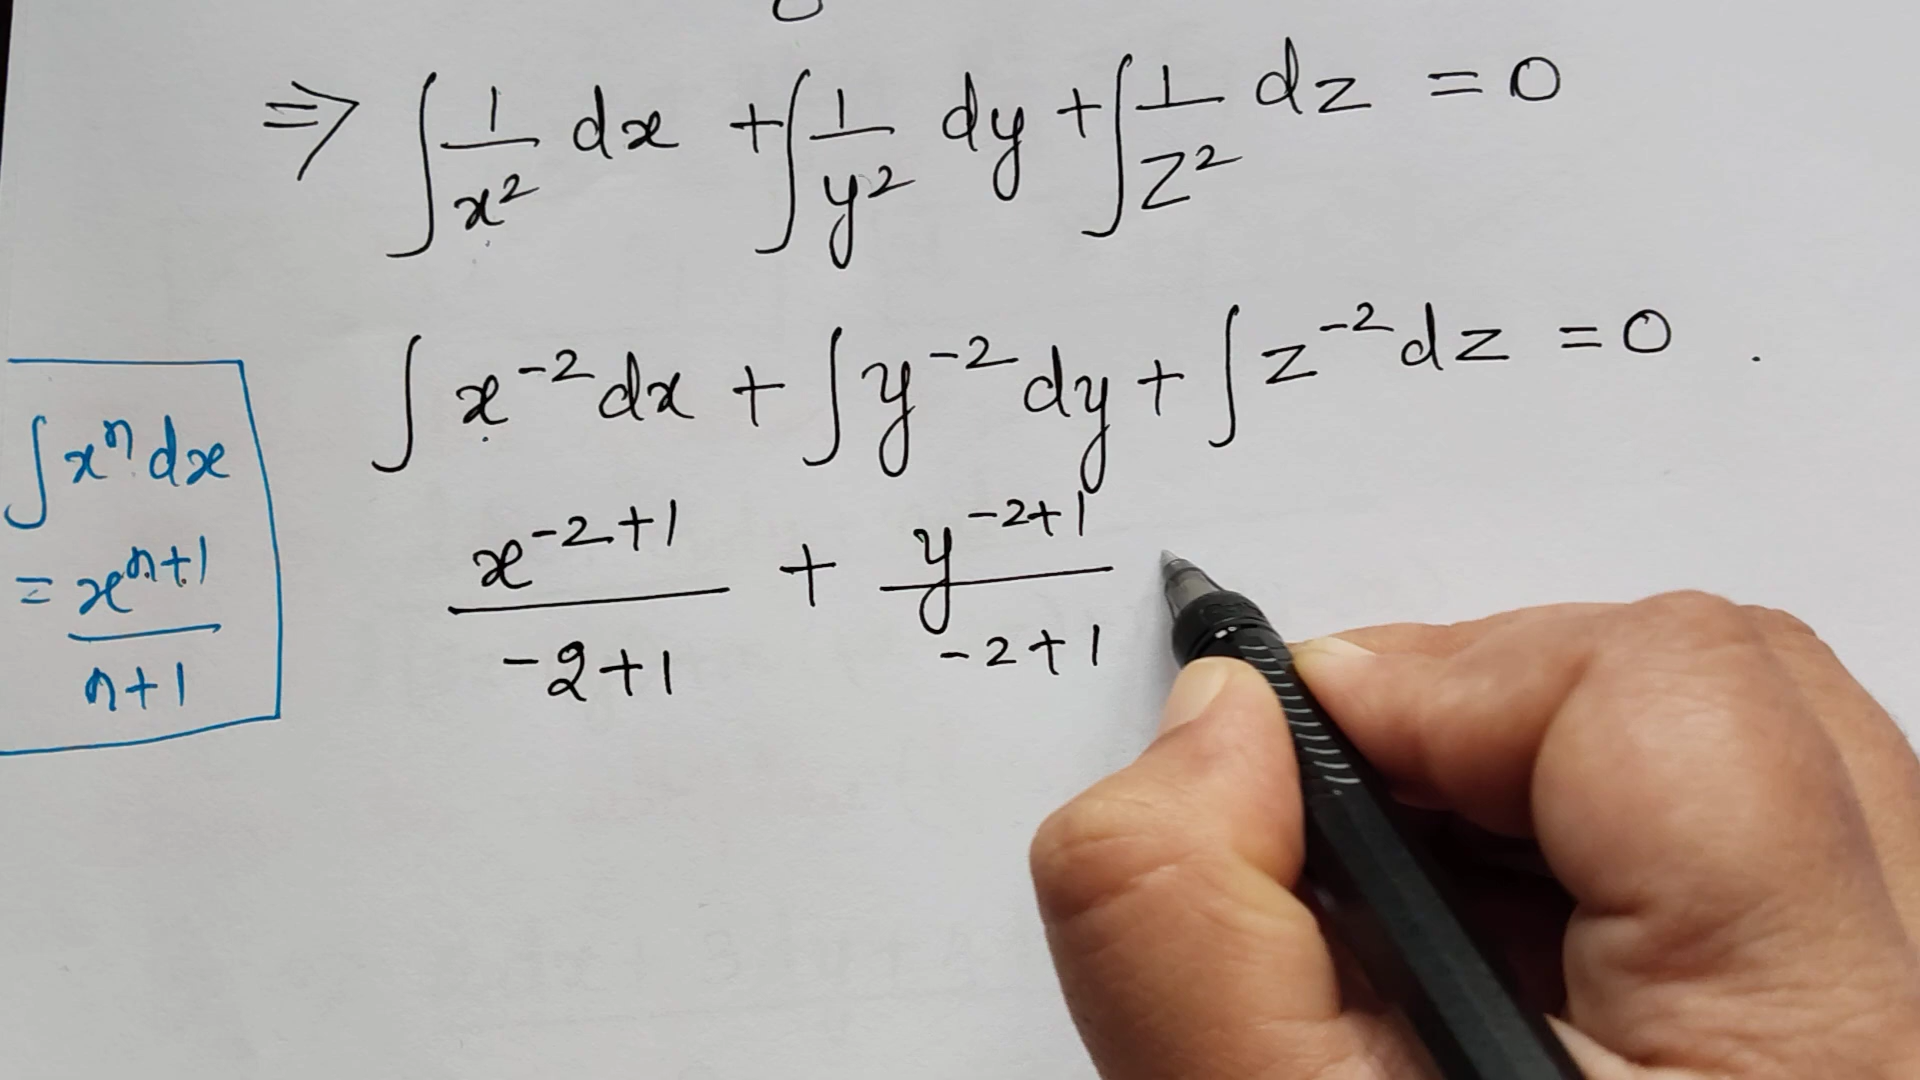 ⇒ ∫ 1/x² dx + ∫ 1/y² dy + ∫ 1/z² dz = 0
∫ x⁻² dx + ∫ y⁻² dy + ∫ z⁻² dz = 0 .
x⁻²⁺¹/-2+1 + y⁻²⁺¹/-2+1
∫ xⁿ dx
= xⁿ⁺¹/n+1